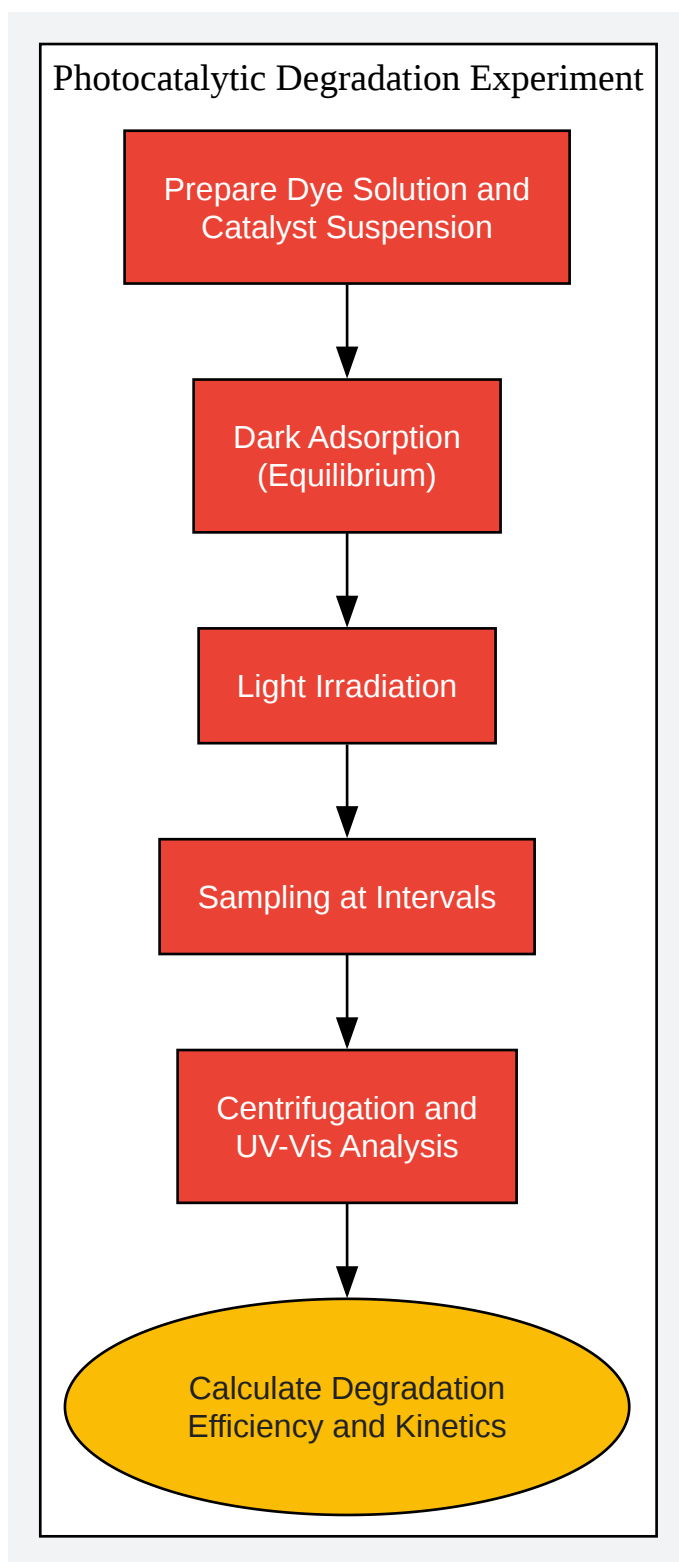 Photocatalytic Degradation Experiment
Prepare Dye Solution and
Catalyst Suspension
Dark Adsorption
(Equilibrium)
Light Irradiation
Sampling at Intervals
Centrifugation and
UV-Vis Analysis
Calculate Degradation
Efficiency and Kinetics